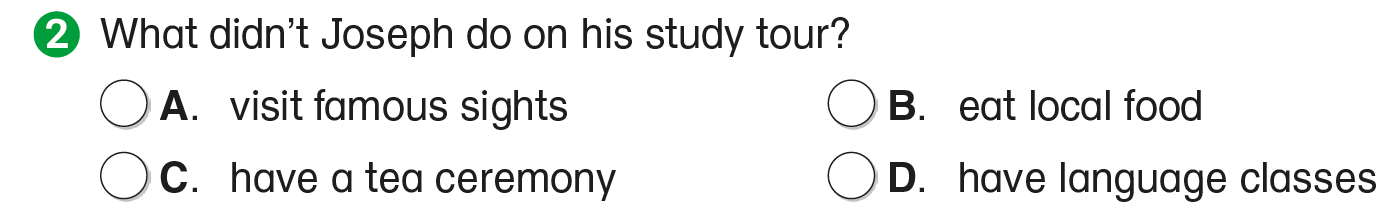 2 What didn't Joseph do on his study tour?
A. visit famous sights B. eat local food
C. have a tea ceremony D. have language classes